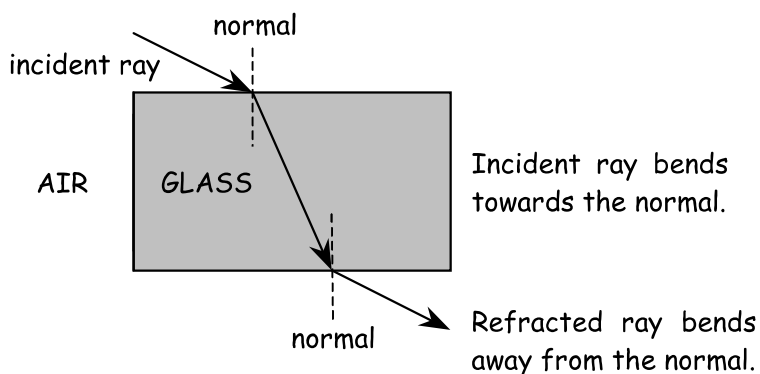 normal
incident ray
AIR
GLASS
Incident ray bends
towards the normal.
normal
Refracted ray bends
away from the normal.